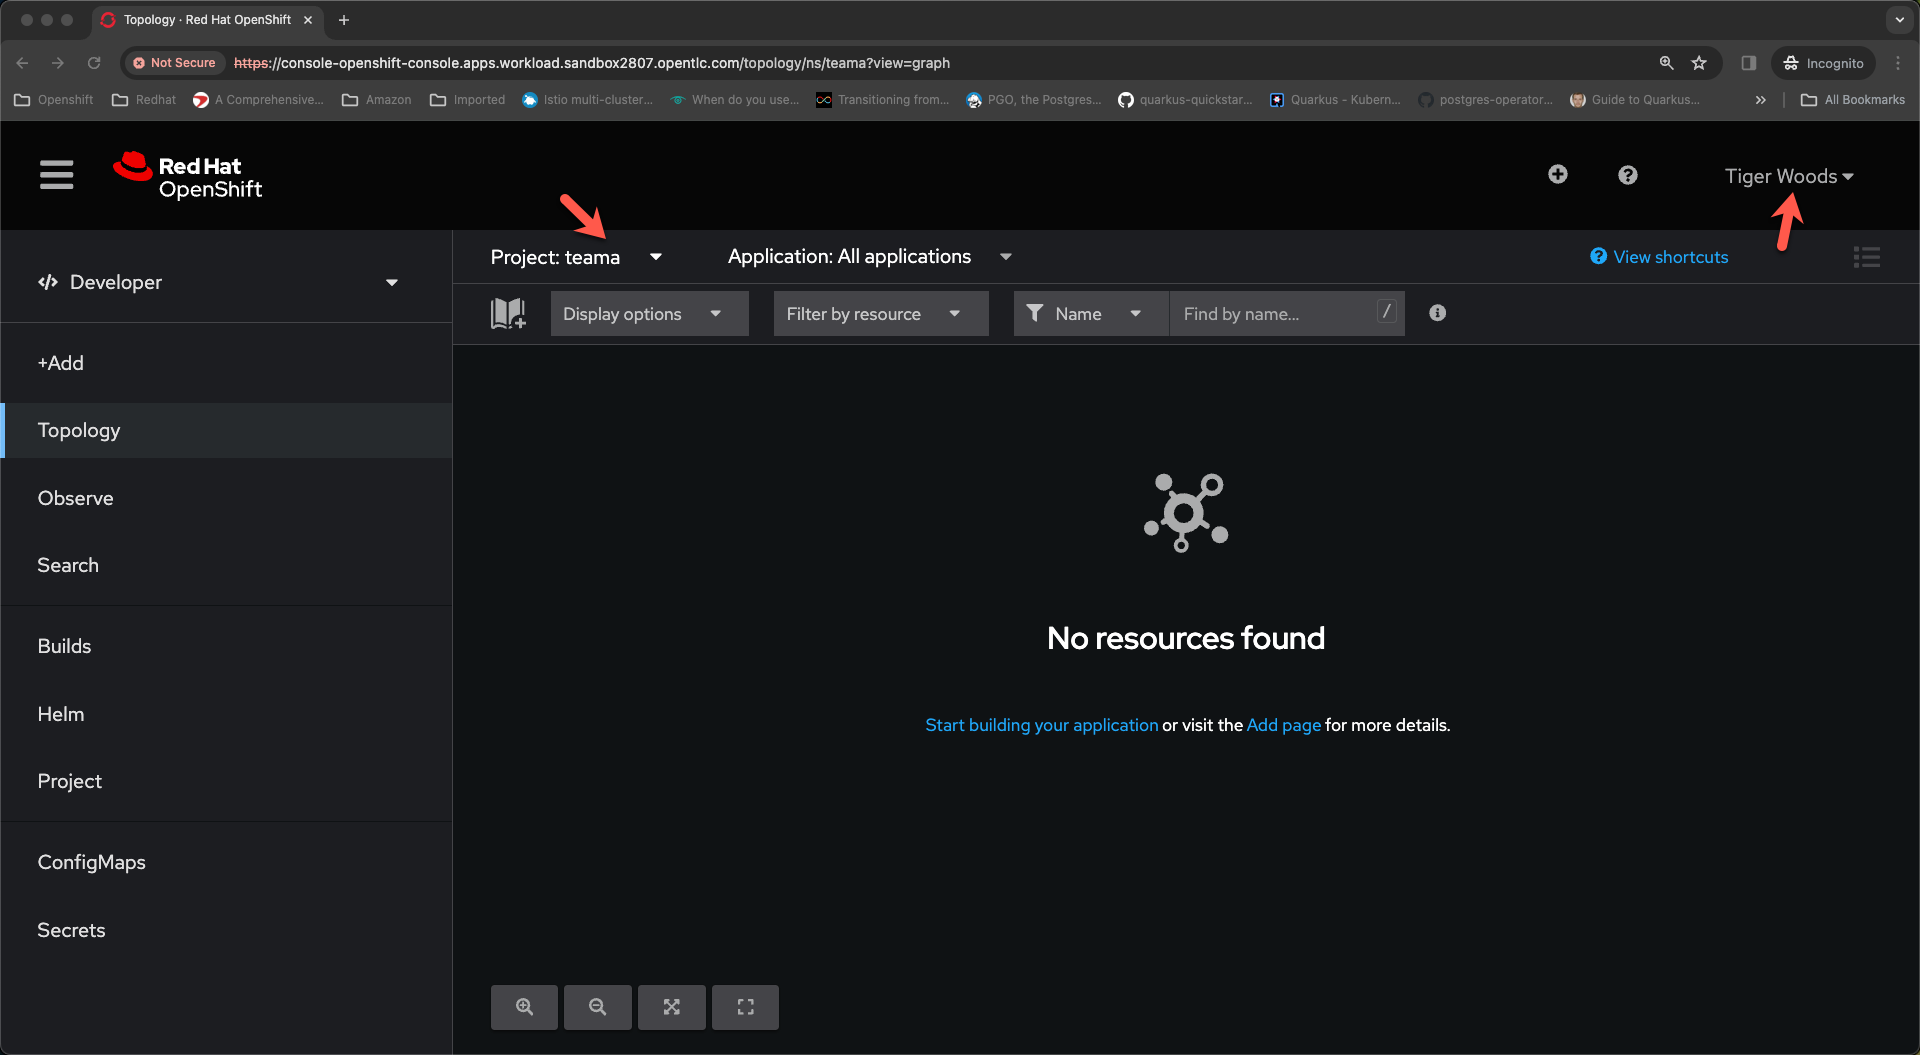 Topology · Red Hat OpenShift
Not Secure https://console-openshift-console.apps.workload.sandbox2807.opentlc.com/topology/ns/teama?view=graph Incognito
Openshift Redhat A Comprehensive... Amazon Imported Istio multi-cluster... When do you use... Transitioning from... PGO, the Postgres... quarkus-quickstar... Quarkus - Kubern... postgres-operator... Guide to Quarkus... » All Bookmarks
Red Hat
OpenShift
Tiger Woods
Project: teama Application: All applications View shortcuts
Developer
Display options Filter by resource Name Find by name... /
+Add
Topology
Observe
Search
Builds
Helm
Project
ConfigMaps
Secrets
No resources found
Start building your application or visit the Add page for more details.